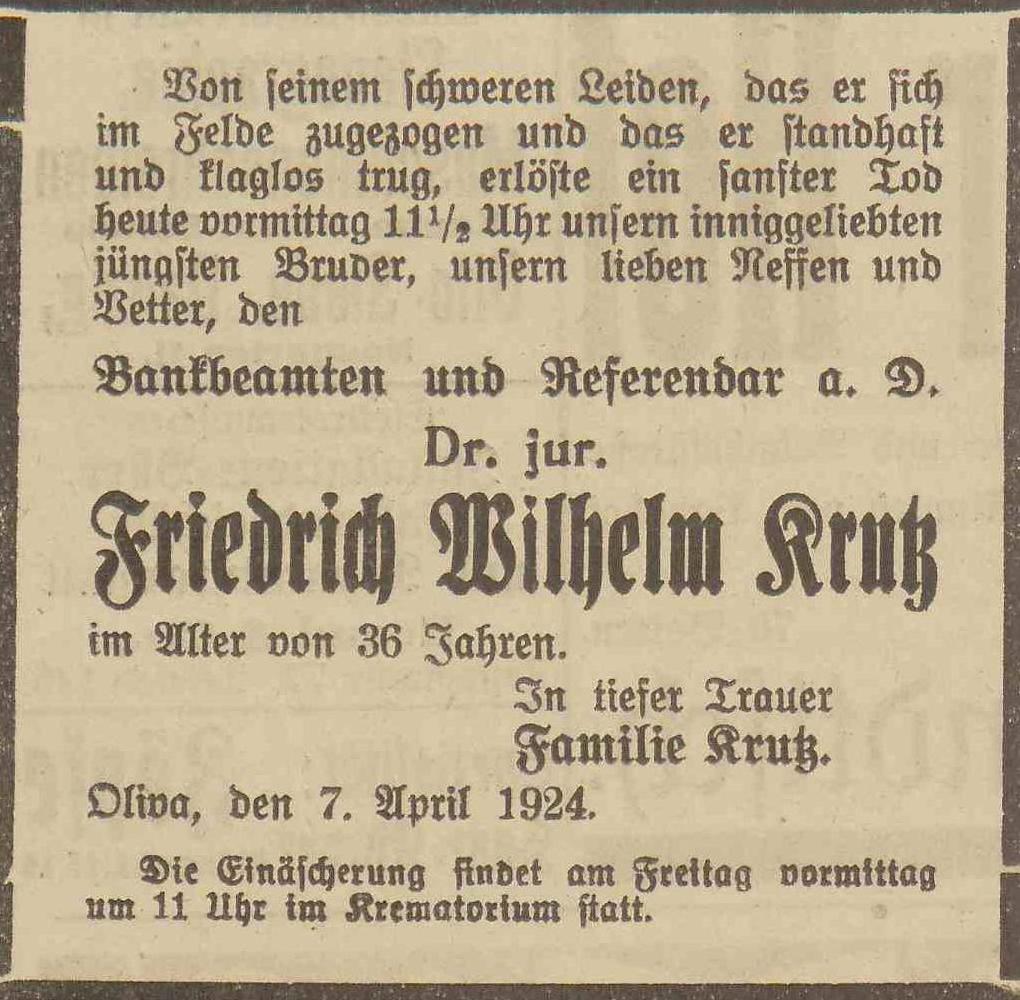 Von seinem schweren Leiden, das er sich
im Felde zugezogen und das er standhaft
und klaglos trug, erlöste ein sanfter Tod
heute vormittag 11½ Uhr unsern inniggeliebten
jüngsten Bruder, unsern lieben Neffen und
Vetter, den
Bankbeamten und Referendar a. D.
Dr. jur.
Friedrich Wilhelm Krutz
im Alter von 36 Jahren.
In tiefer Trauer
Familie Krutz.
Oliva, den 7. April 1924.
Die Einäscherung findet am Freitag vormittag
um 11 Uhr im Krematorium statt.